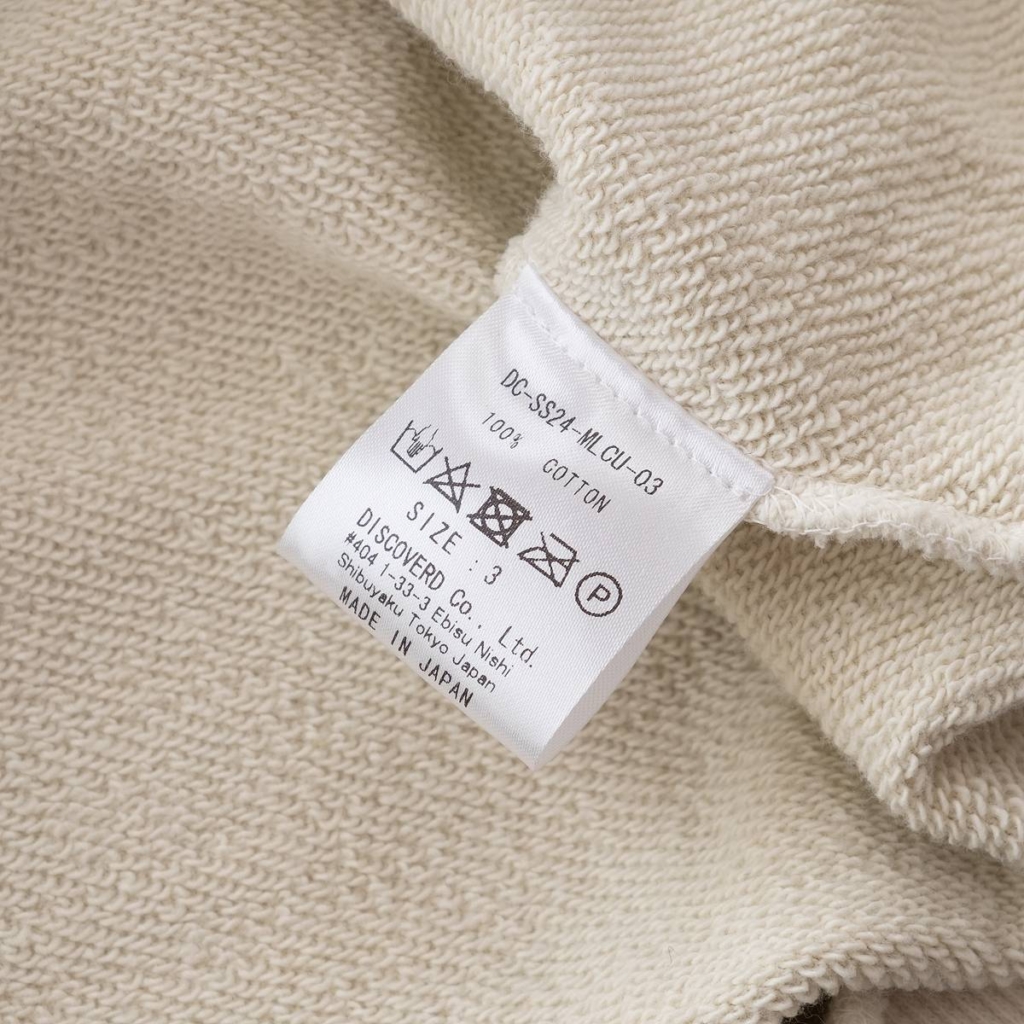 DC-SS24-MLCU-03
100% COTTON
P
SIZE : 3
DISCOVERD Co., Ltd.
#404 1-33-3 Ebisu Nishi
Shibuyaku Tokyo Japan
MADE IN JAPAN